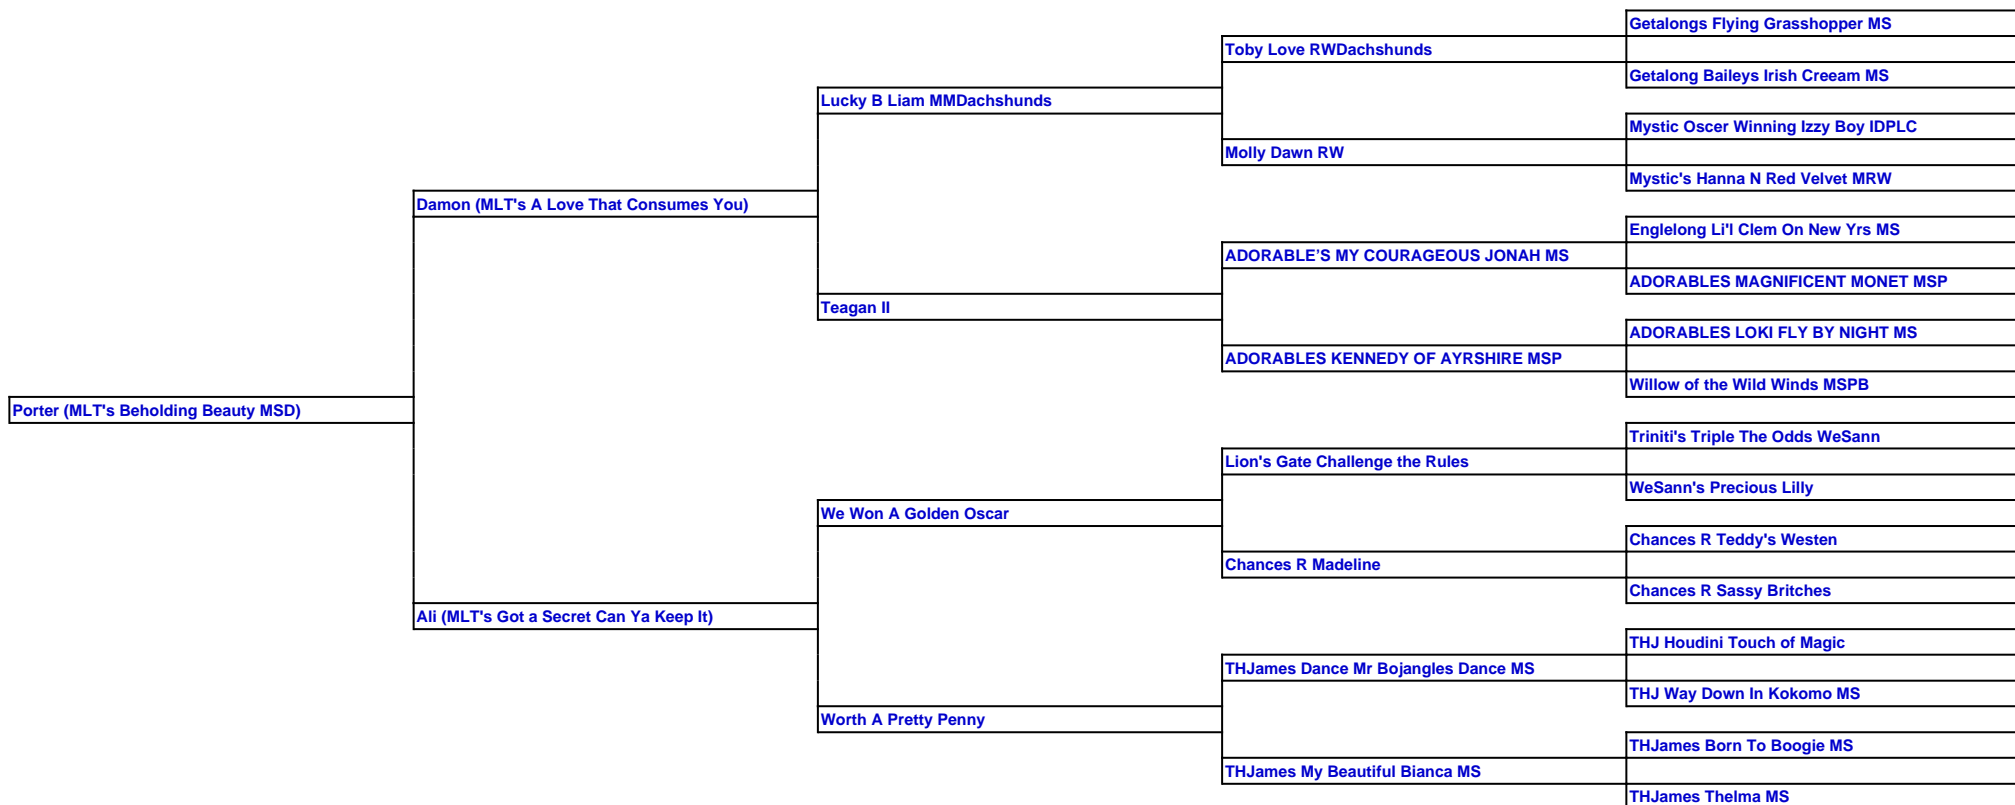 Getalongs Flying Grasshopper MS
Toby Love RWDachshunds
Getalong Baileys Irish Creeam MS
Lucky B Liam MMDachshunds
Mystic Oscer Winning Izzy Boy IDPLC
Molly Dawn RW
Mystic's Hanna N Red Velvet MRW
Damon (MLT's A Love That Consumes You)
Englelong Li'l Clem On New Yrs MS
ADORABLE’S MY COURAGEOUS JONAH MS
ADORABLES MAGNIFICENT MONET MSP
Teagan II
ADORABLES LOKI FLY BY NIGHT MS
ADORABLES KENNEDY OF AYRSHIRE MSP
Willow of the Wild Winds MSPB
Porter (MLT's Beholding Beauty MSD)
Triniti's Triple The Odds WeSann
Lion's Gate Challenge the Rules
WeSann's Precious Lilly
We Won A Golden Oscar
Chances R Teddy's Westen
Chances R Madeline
Chances R Sassy Britches
Ali (MLT's Got a Secret Can Ya Keep It)
THJ Houdini Touch of Magic
THJames Dance Mr Bojangles Dance MS
THJ Way Down In Kokomo MS
Worth A Pretty Penny
THJames Born To Boogie MS
THJames My Beautiful Bianca MS
THJames Thelma MS